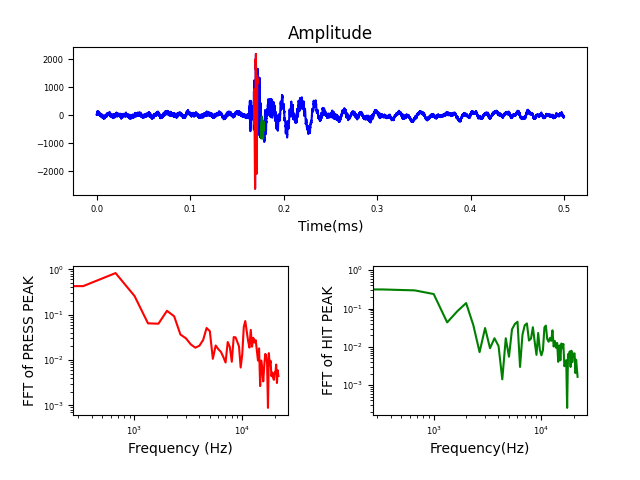 Amplitude
2000
1000
0
−1000
−2000
0.0 0.1 0.2 0.3 0.4 0.5
Time(ms)
FFT of PRESS PEAK
10⁰
10⁻¹
10⁻²
10⁻³
10³ 10⁴
Frequency (Hz)
FFT of HIT PEAK
10⁰
10⁻¹
10⁻²
10⁻³
10³ 10⁴
Frequency(Hz)